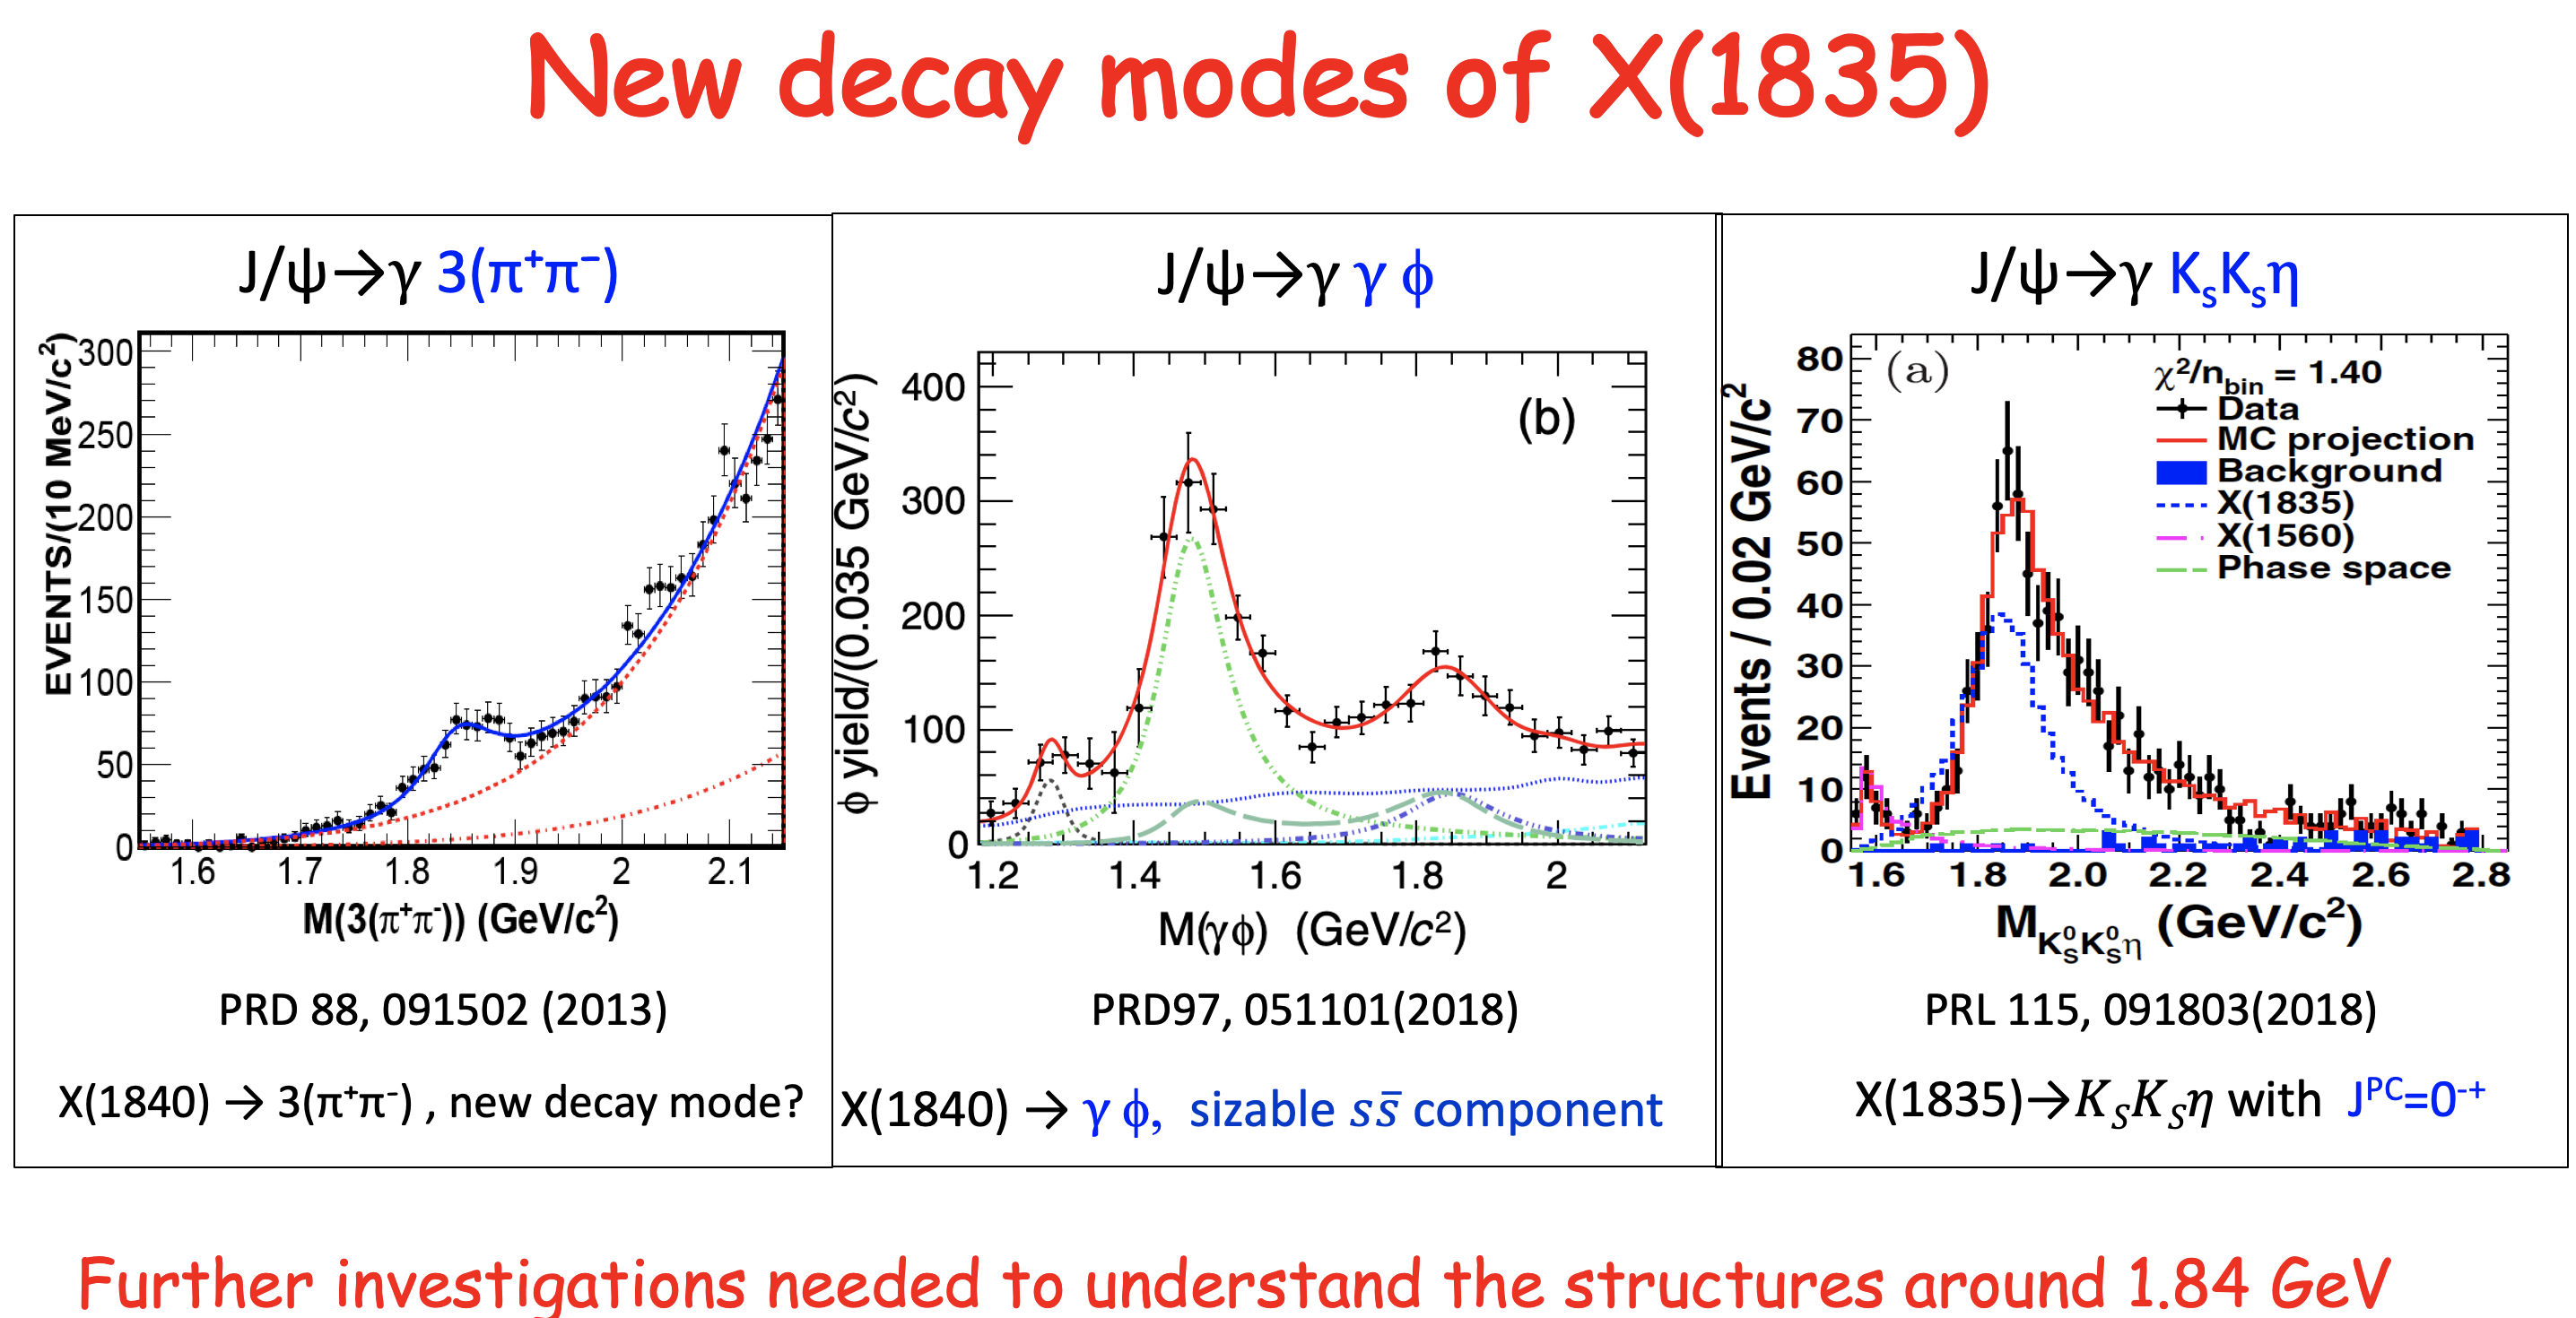 New decay modes of X(1835)
J/ψ→γ 3(π⁺π⁻)
EVENTS/(10 MeV/c²)
300
250
200
150
100
50
0
1.6 1.7 1.8 1.9 2 2.1
M(3(π⁺π⁻)) (GeV/c²)
PRD 88, 091502 (2013)
X(1840) → 3(π⁺π⁻) , new decay mode?
J/ψ→γ γ ϕ
ϕ yield/(0.035 GeV/c²)
(b)
400
300
200
100
0
1.2 1.4 1.6 1.8 2
M(γϕ) (GeV/c²)
PRD97, 051101(2018)
X(1840) → γ ϕ, sizable ss̄ component
J/ψ→γ KₛKₛη
Events / 0.02 GeV/c²
(a)
χ²/n_bin = 1.40
Data
MC projection
Background
X(1835)
X(1560)
Phase space
80
70
60
50
40
30
20
10
0
1.6 1.8 2.0 2.2 2.4 2.6 2.8
M_K⁰_S K⁰_S η (GeV/c²)
PRL 115, 091803(2018)
X(1835)→K_S K_S η with J^PC=0⁻⁺
Further investigations needed to understand the structures around 1.84 GeV